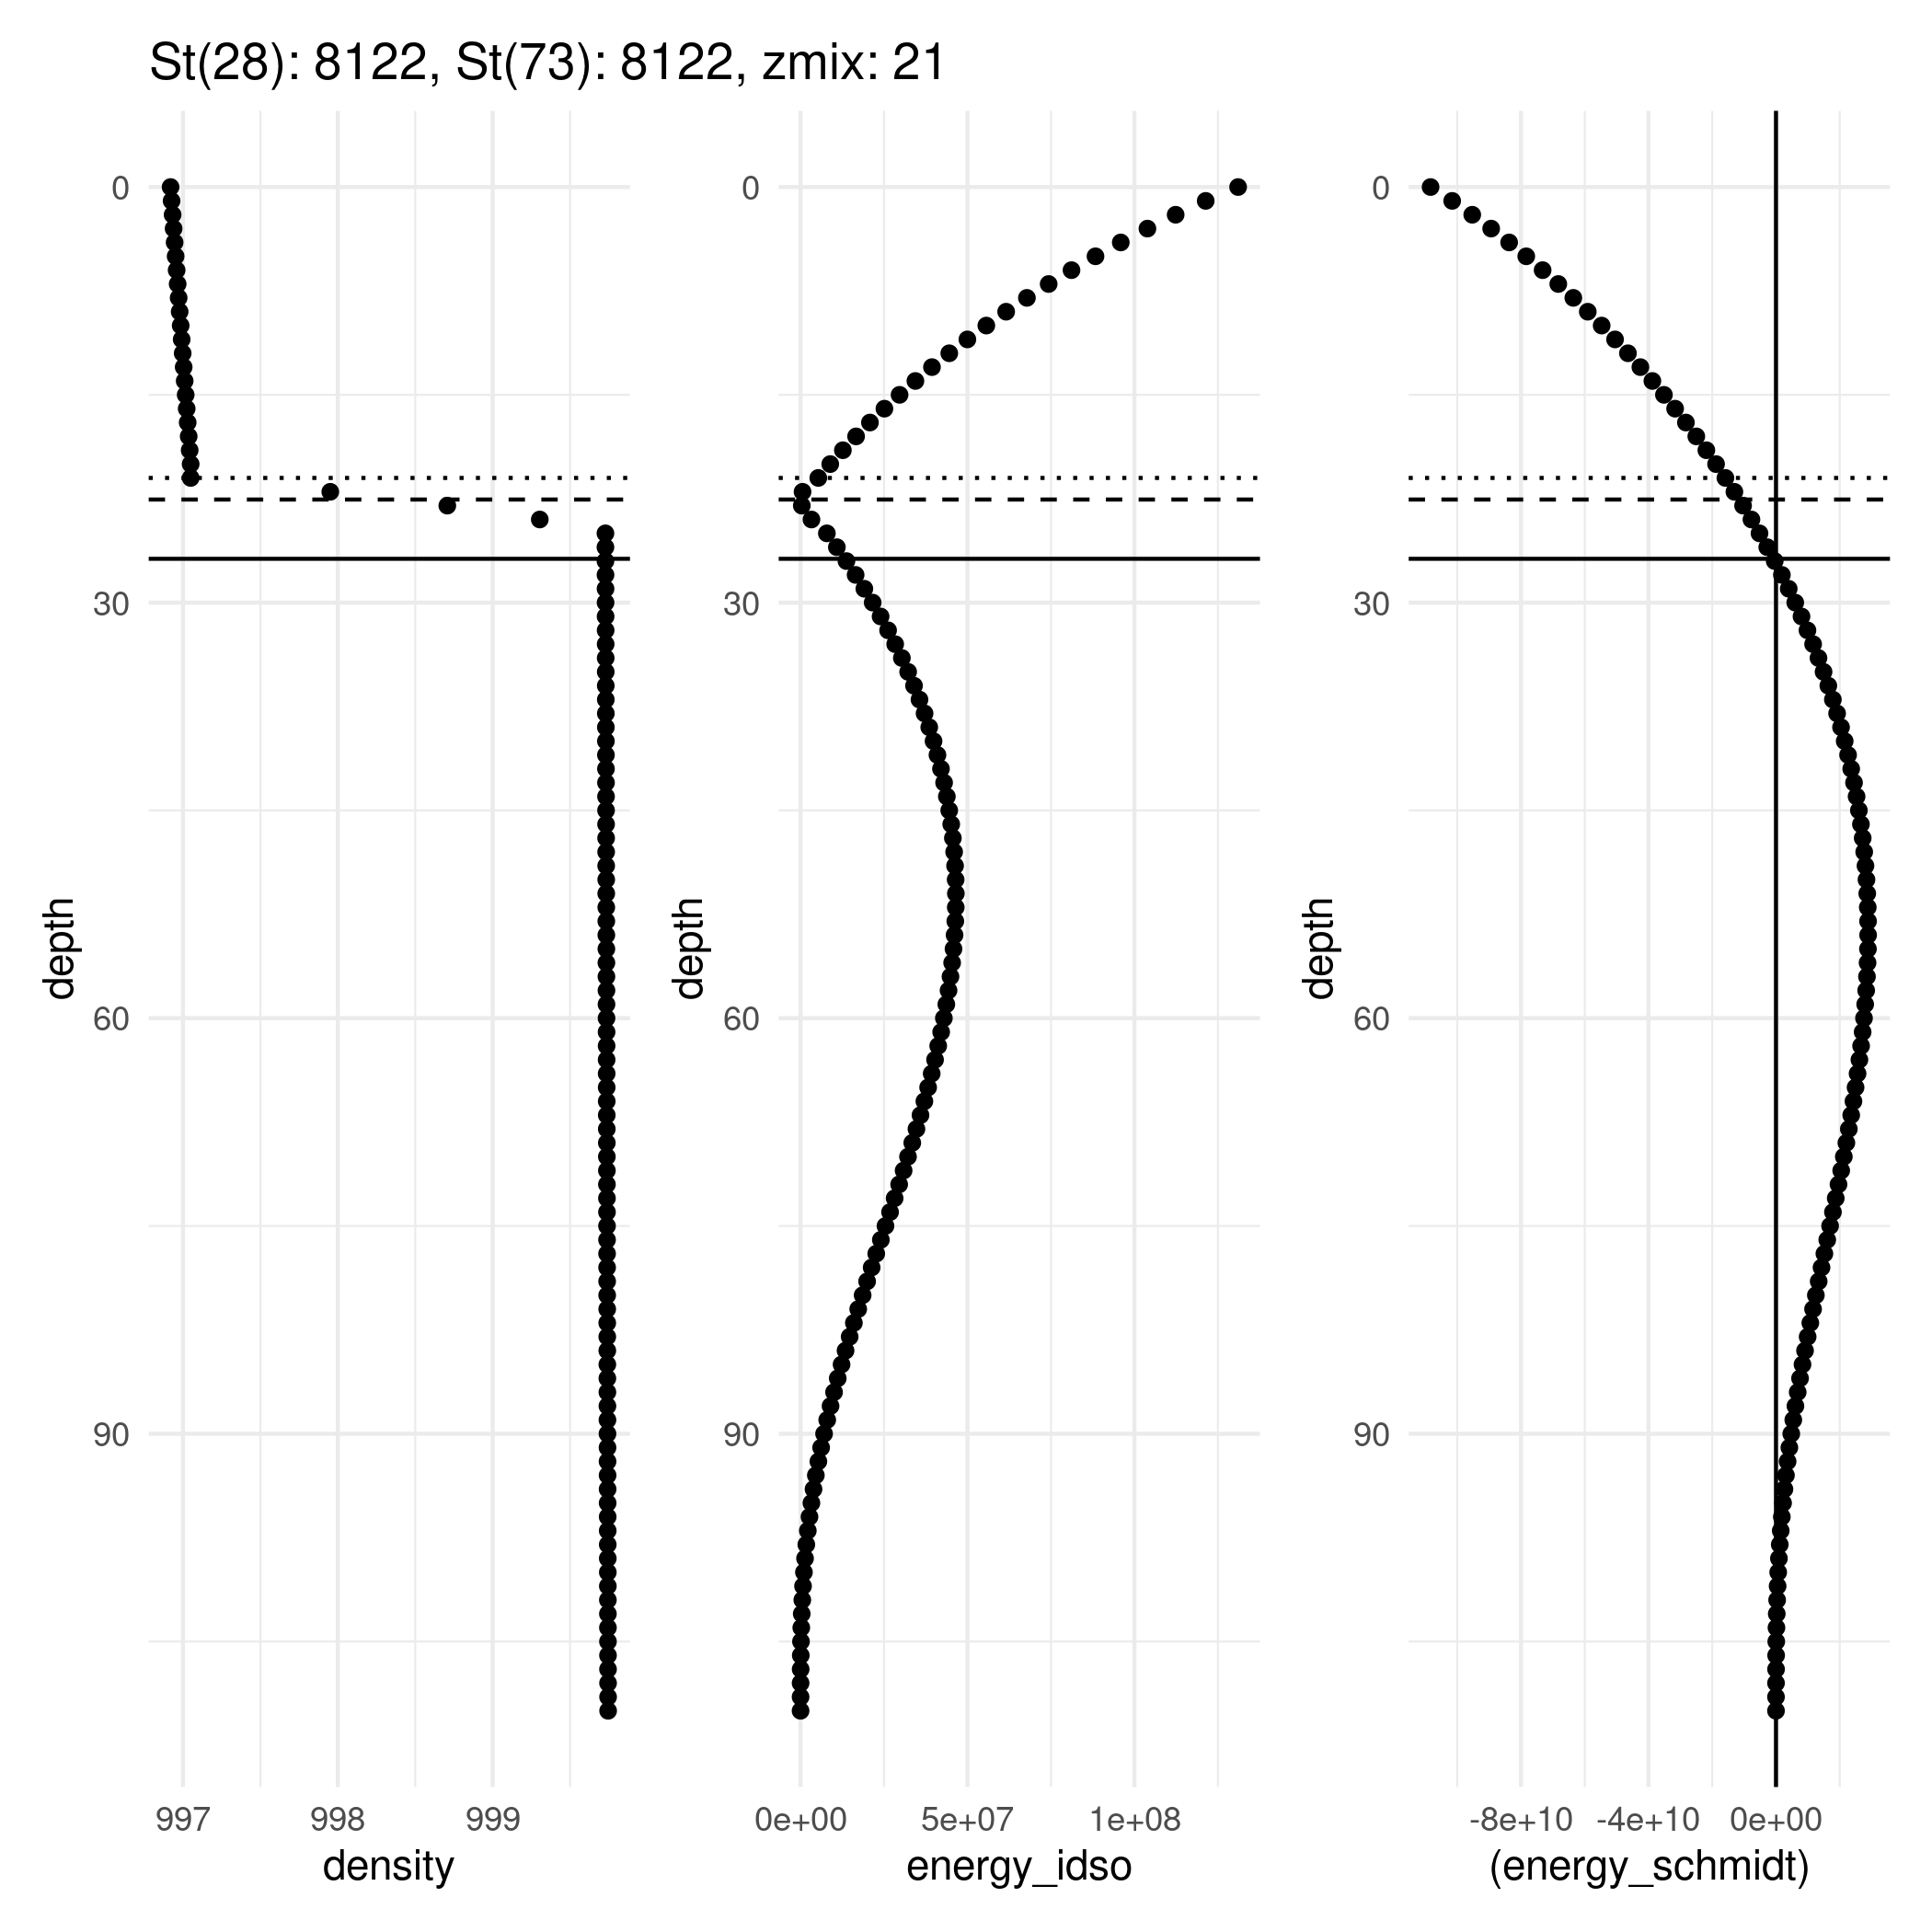 St(28): 8122, St(73): 8122, zmix: 21
0
30
60
90
depth
997 998 999
density
0
30
60
90
depth
0e+00 5e+07 1e+08
energy_idso
0
30
60
90
depth
-8e+10 -4e+10 0e+00
(energy_schmidt)